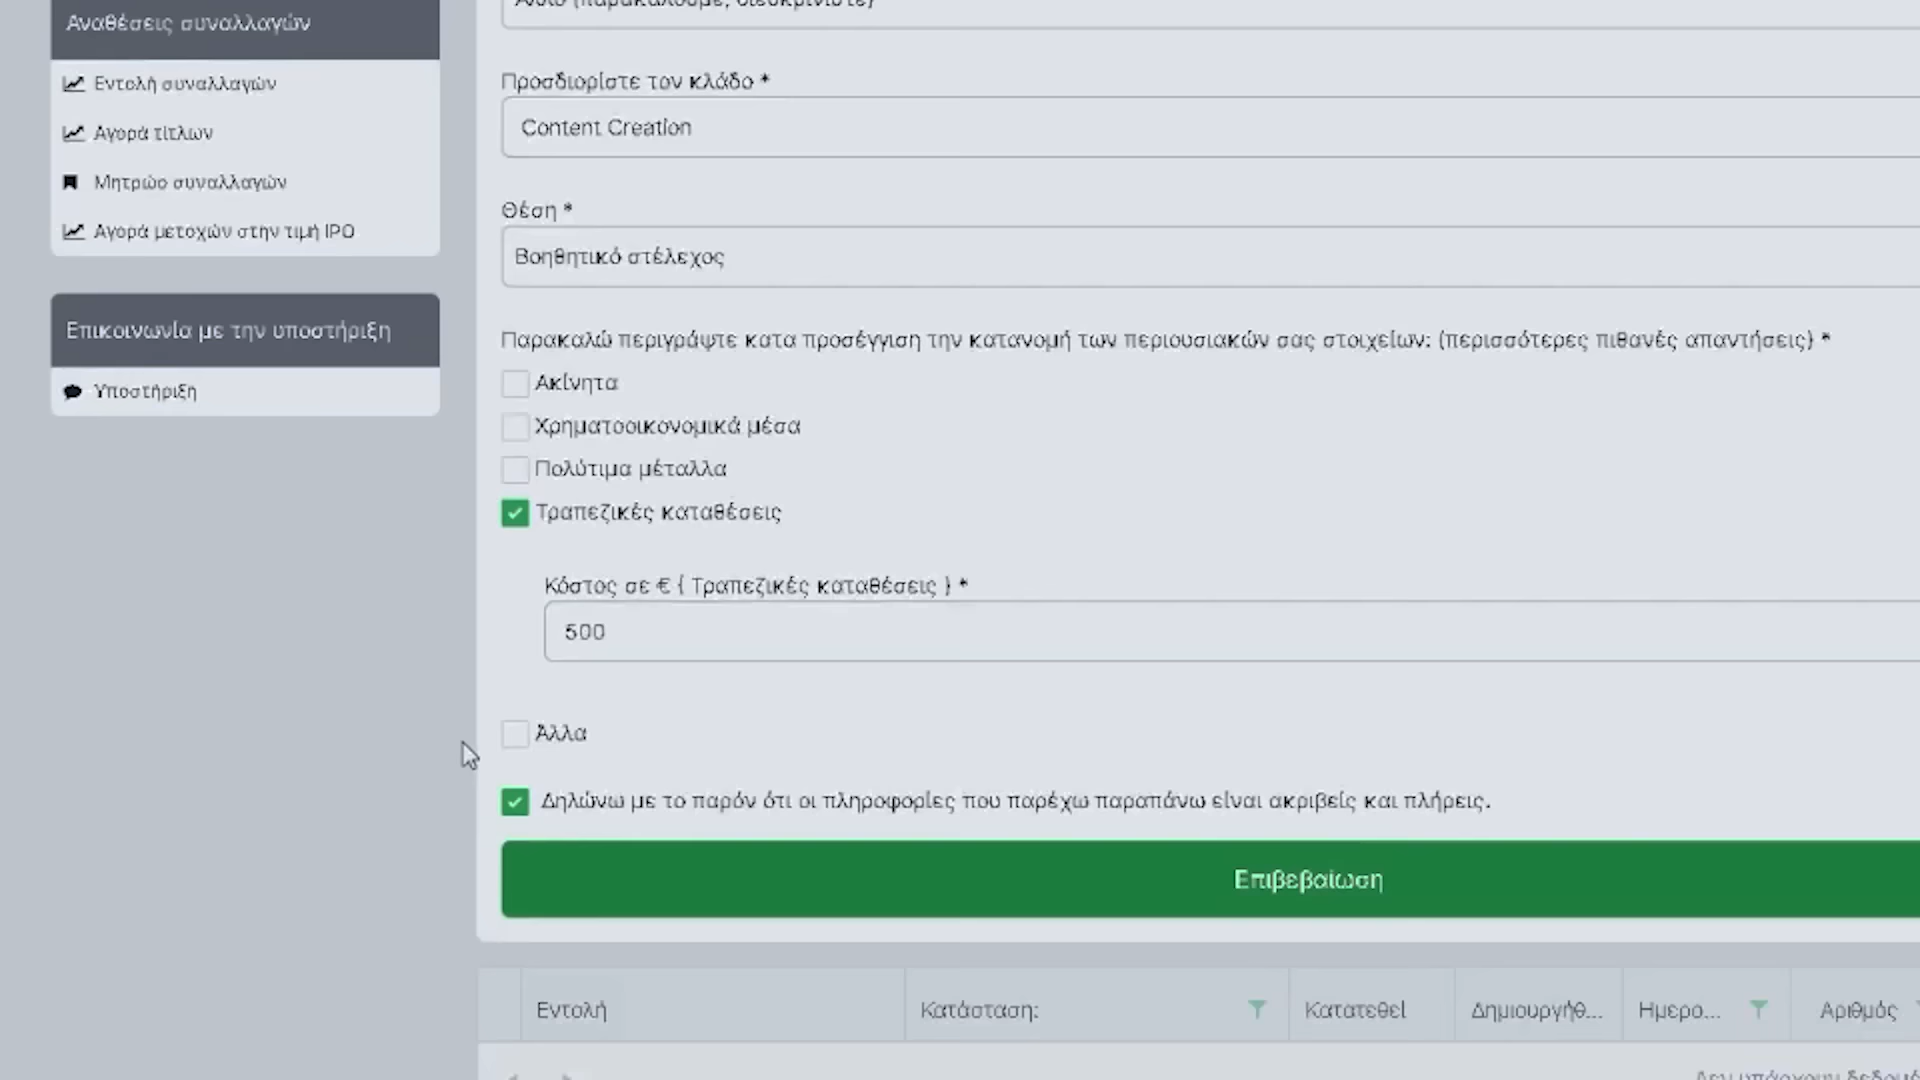 Αναθέσεις συναλλαγών
Εντολή συναλλαγών
Αγορά τίτλων
Μητρώο συναλλαγών
Αγορά μετοχών στην τιμή IPO
Επικοινωνία με την υποστήριξη
Υποστήριξη
Προσδιορίστε τον κλάδο *
Content Creation
Θέση *
Βοηθητικό στέλεχος
Παρακαλώ περιγράψτε κατα προσέγγιση την κατανομή των περιουσιακών σας στοιχείων: (περισσότερες πιθανές απαντήσεις) *
Ακίνητα
Χρηματοοικονομικά μέσα
Πολύτιμα μέταλλα
Τραπεζικές καταθέσεις
Κόστος σε € ( Τραπεζικές καταθέσεις ) *
500
Άλλα
Δηλώνω με το παρόν ότι οι πληροφορίες που παρέχω παραπάνω είναι ακριβείς και πλήρεις.
Επιβεβαίωση
Εντολή Κατάσταση: Κατατεθεί Δημιουργήθ... Ημερο... Αριθμός